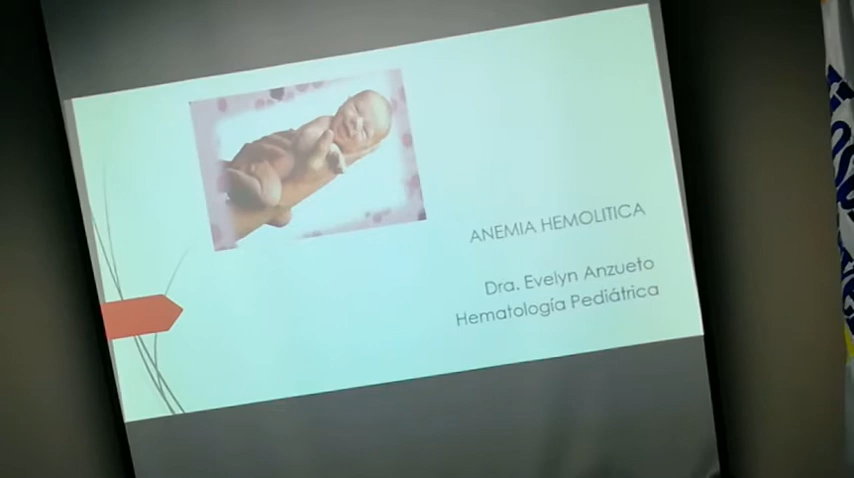 ANEMIA HEMOLITICA
Dra. Evelyn Anzueto
Hematología Pediátrica